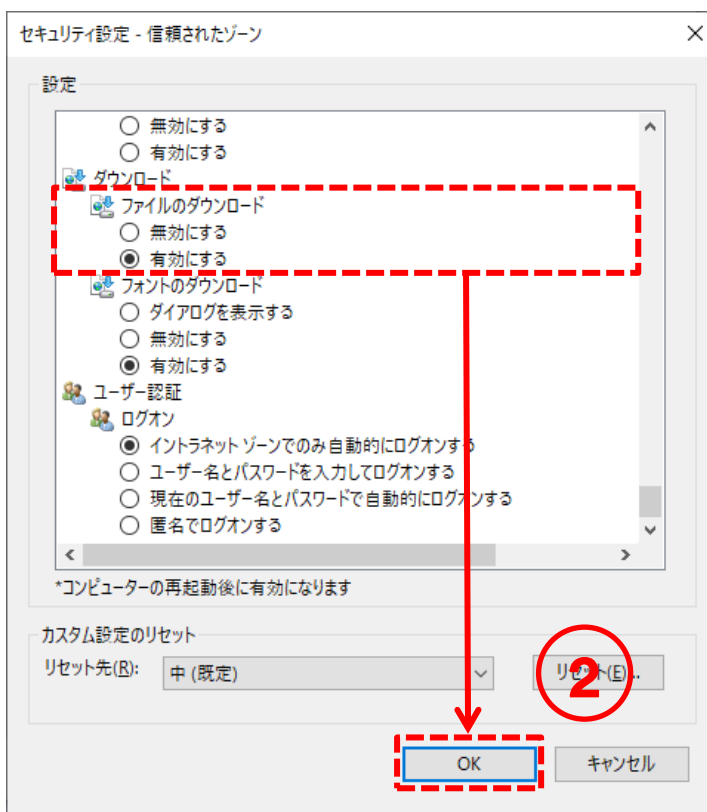 セキュリティ設定 - 信頼されたゾーン
設定
無効にする
有効にする
ダウンロード
ファイルのダウンロード
無効にする
有効にする
フォントのダウンロード
ダイアログを表示する
無効にする
有効にする
ユーザー認証
ログオン
イントラネット ゾーンでのみ自動的にログオンする
ユーザー名とパスワードを入力してログオンする
現在のユーザー名とパスワードで自動的にログオンする
匿名でログオンする
*コンピューターの再起動後に有効になります
カスタム設定のリセット
リセット先(R): 中 (既定) リセット(E)...
2
OK キャンセル